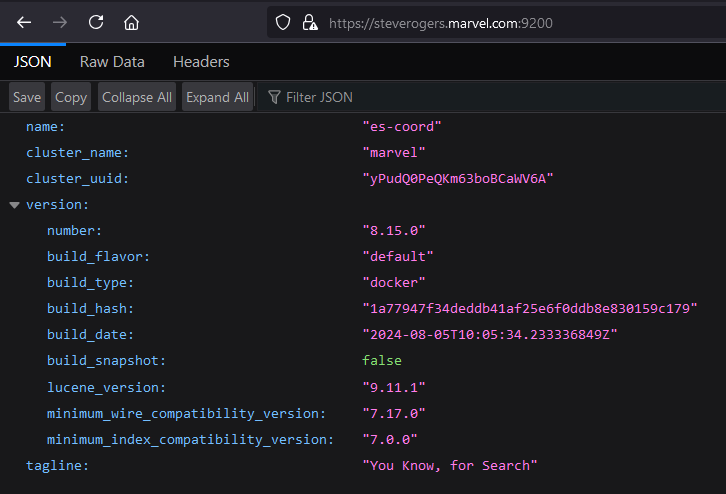 https://steverogers.marvel.com:9200
JSON Raw Data Headers
Save Copy Collapse All Expand All Filter JSON
name: "es-coord"
cluster_name: "marvel"
cluster_uuid: "yPudQ0PeQKm63boBCaWV6A"
version:
number: "8.15.0"
build_flavor: "default"
build_type: "docker"
build_hash: "1a77947f34deddb41af25e6f0ddb8e830159c179"
build_date: "2024-08-05T10:05:34.233336849Z"
build_snapshot: false
lucene_version: "9.11.1"
minimum_wire_compatibility_version: "7.17.0"
minimum_index_compatibility_version: "7.0.0"
tagline: "You Know, for Search"